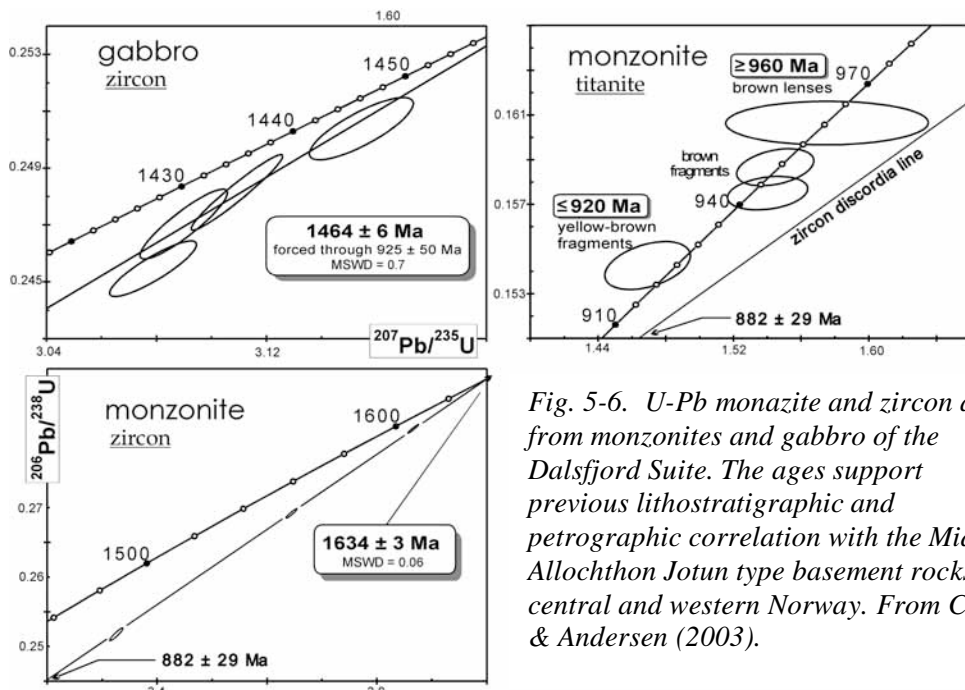 1.60
0.253
gabbro
zircon
1450
1440
0.249
1430
1464 ± 6 Ma
forced through 925 ± 50 Ma
MSWD = 0.7
0.245
3.04
3.12
207Pb/235U
monzonite
titanite
≥960 Ma
brown lenses
970
0.161
brown
fragments
940
0.157
≤920 Ma
yellow-brown
fragments
zircon discordia line
0.153
910
882 ± 29 Ma
1.44
1.52
1.60
206Pb/238U
monzonite
zircon
1600
0.27
1634 ± 3 Ma
MSWD = 0.06
1500
0.26
0.25
882 ± 29 Ma
Fig. 5-6. U-Pb monazite and zircon
from monzonites and gabbro of the
Dalsfjord Suite. The ages support
previous lithostratigraphic and
petrographic correlation with the
Allochthon Jotun type basement rocks
central and western Norway. From
& Andersen (2003).